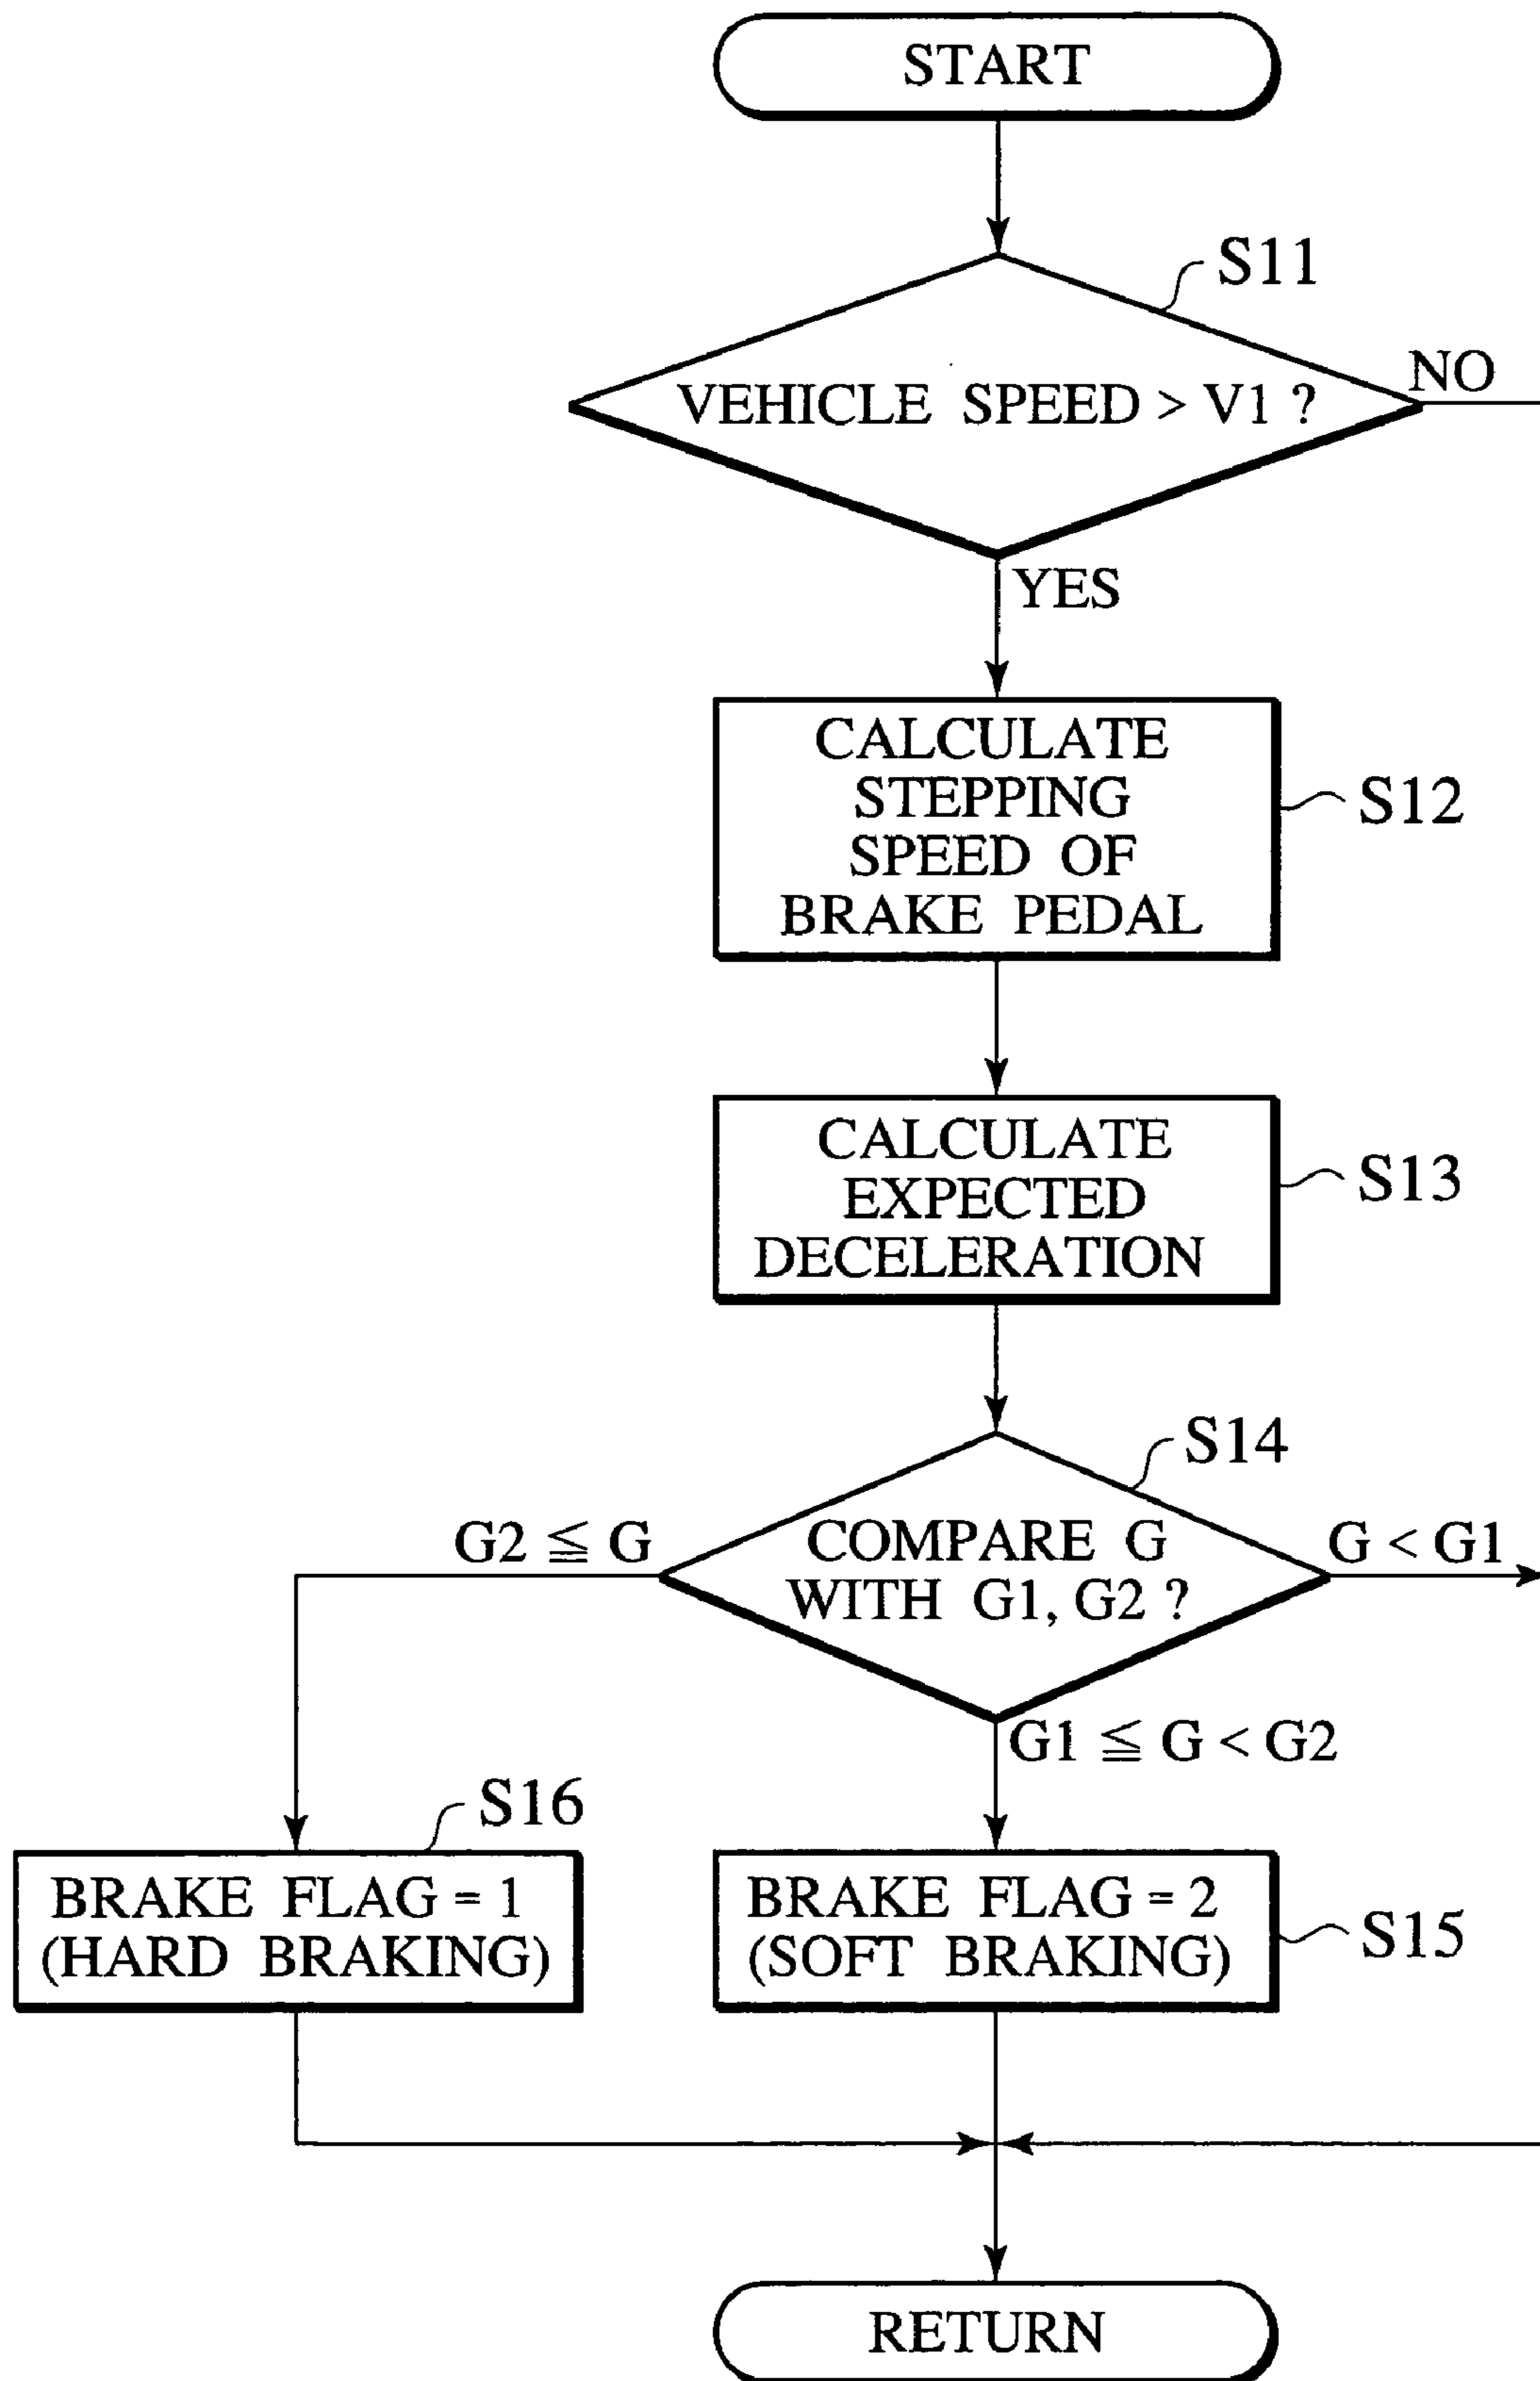 START
S11
VEHICLE SPEED > V1 ?
NO
YES
CALCULATE
STEPPING
SPEED OF
BRAKE PEDAL
S12
CALCULATE
EXPECTED
DECELERATION
S13
S14
G2 ≦ G
COMPARE G
WITH G1, G2 ?
G < G1
G1 ≦ G < G2
S16
BRAKE FLAG = 1
(HARD BRAKING)
BRAKE FLAG = 2
(SOFT BRAKING)
S15
RETURN